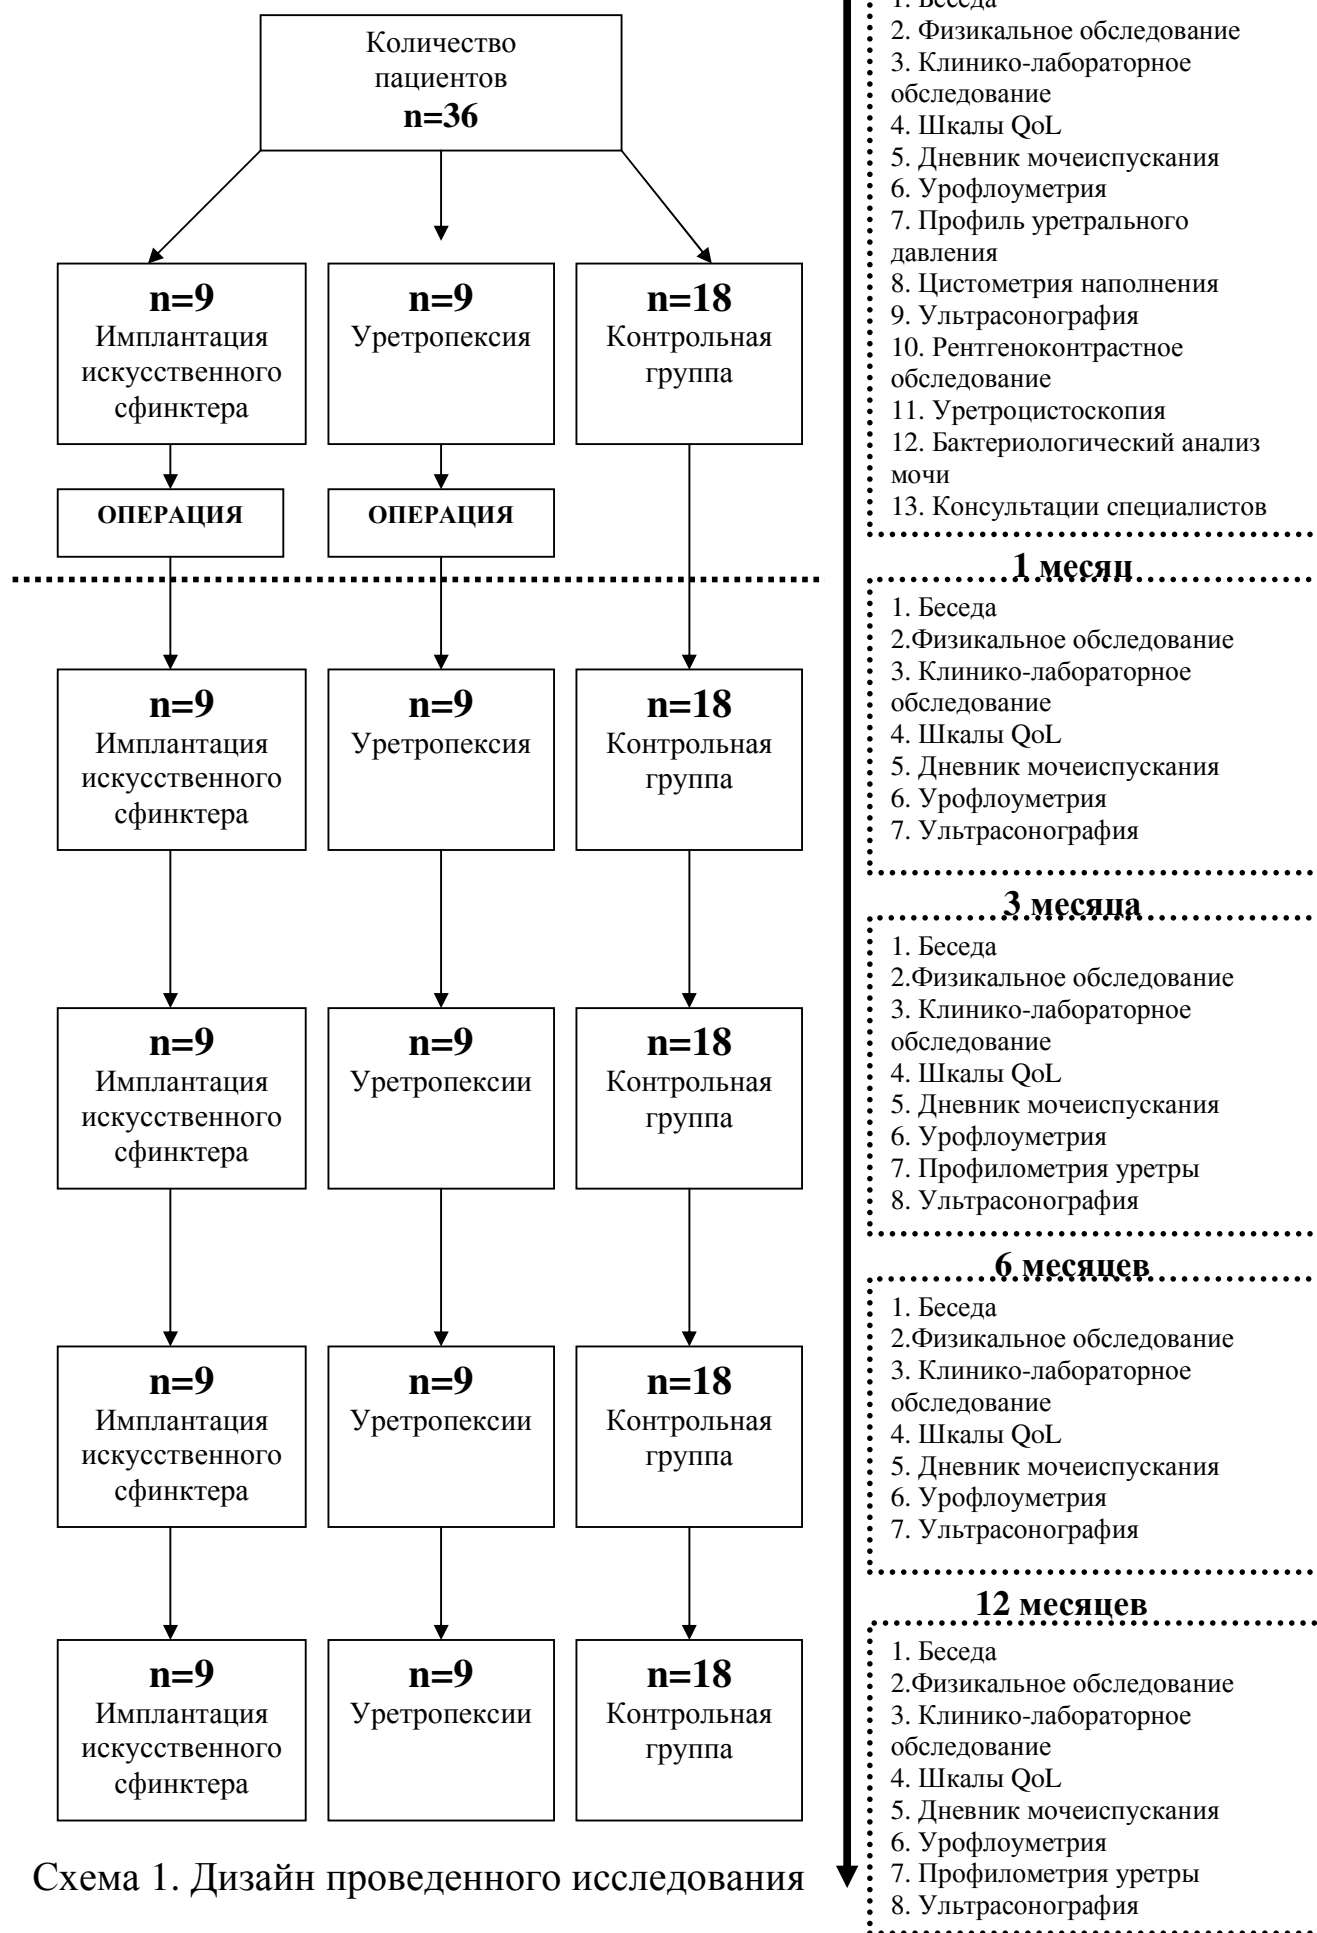 Количество
пациентов
n=36
n=9
Имплантация
искусственного
сфинктера
n=9
Уретропексия
n=18
Контрольная
группа
ОПЕРАЦИЯ
ОПЕРАЦИЯ
n=9
Имплантация
искусственного
сфинктера
n=9
Уретропексия
n=18
Контрольная
группа
n=9
Имплантация
искусственного
сфинктера
n=9
Уретропексии
n=18
Контрольная
группа
n=9
Имплантация
искусственного
сфинктера
n=9
Уретропексии
n=18
Контрольная
группа
n=9
Имплантация
искусственного
сфинктера
n=9
Уретропексии
n=18
Контрольная
группа
Схема 1. Дизайн проведенного исследования
1. Беседа
2. Физикальное обследование
3. Клинико-лабораторное
обследование
4. Шкалы QoL
5. Дневник мочеиспускания
6. Урофлоуметрия
7. Профиль уретрального
давления
8. Цистометрия наполнения
9. Ультрасонография
10. Рентгеноконтрастное
обследование
11. Уретроцистоскопия
12. Бактериологический анализ
мочи
13. Консультации специалистов
1 месяц
1. Беседа
2.Физикальное обследование
3. Клинико-лабораторное
обследование
4. Шкалы QoL
5. Дневник мочеиспускания
6. Урофлоуметрия
7. Ультрасонография
3 месяца
1. Беседа
2.Физикальное обследование
3. Клинико-лабораторное
обследование
4. Шкалы QoL
5. Дневник мочеиспускания
6. Урофлоуметрия
7. Профилометрия уретры
8. Ультрасонография
6 месяцев
1. Беседа
2.Физикальное обследование
3. Клинико-лабораторное
обследование
4. Шкалы QoL
5. Дневник мочеиспускания
6. Урофлоуметрия
7. Ультрасонография
12 месяцев
1. Беседа
2.Физикальное обследование
3. Клинико-лабораторное
обследование
4. Шкалы QoL
5. Дневник мочеиспускания
6. Урофлоуметрия
7. Профилометрия уретры
8. Ультрасонография